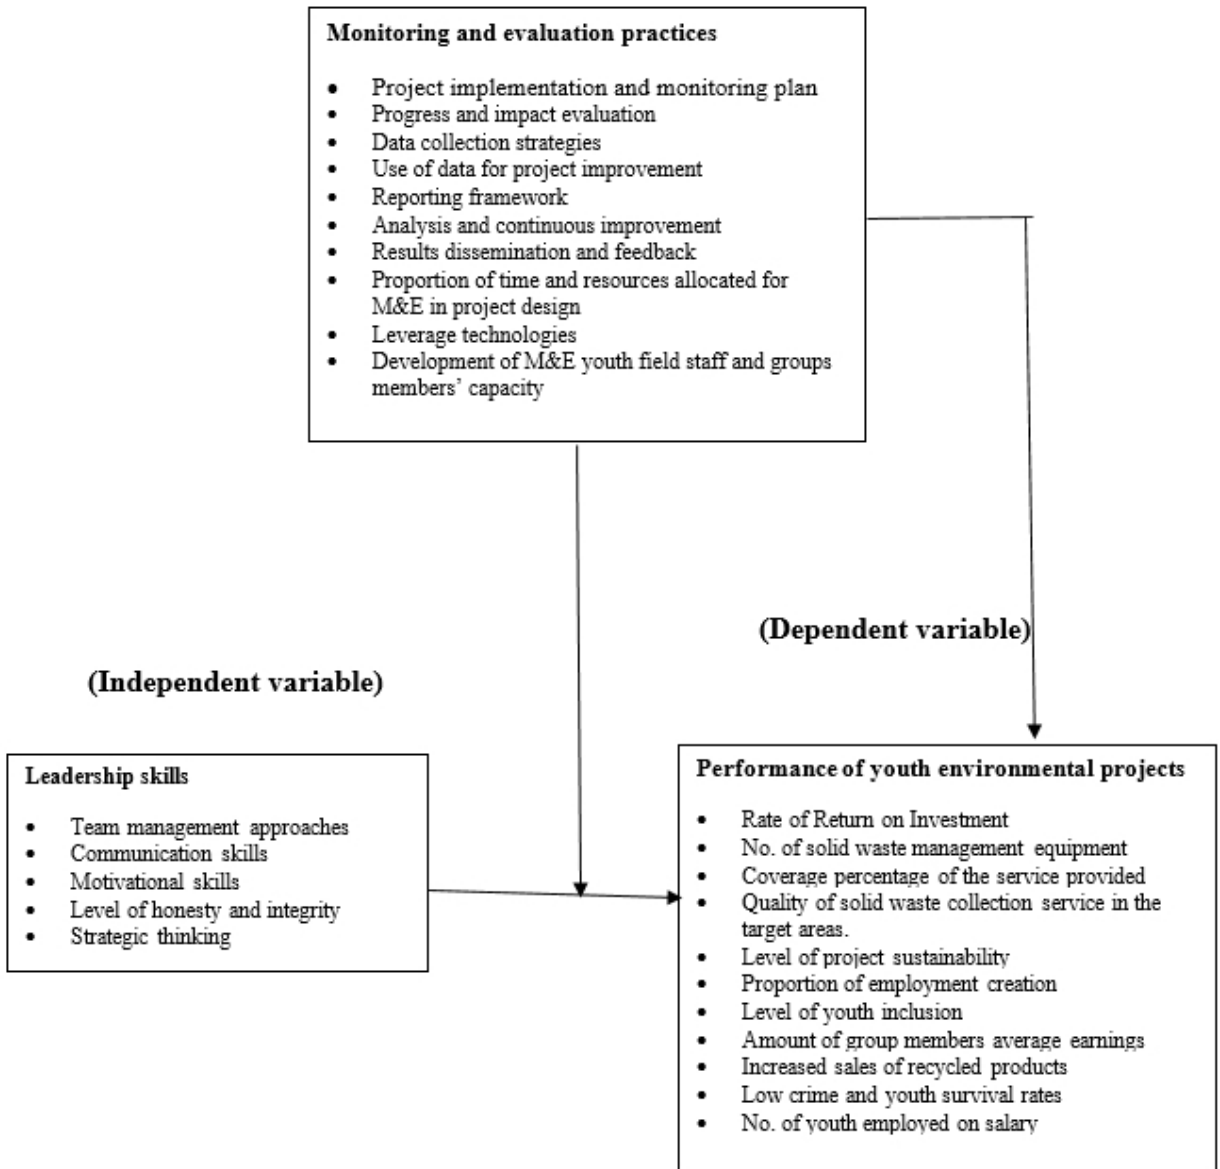 Monitoring and evaluation practices
• Project implementation and monitoring plan
• Progress and impact evaluation
• Data collection strategies
• Use of data for project improvement
• Reporting framework
• Analysis and continuous improvement
• Results dissemination and feedback
• Proportion of time and resources allocated for
M&E in project design
• Leverage technologies
• Development of M&E youth field staff and groups
members’ capacity
(Dependent variable)
(Independent variable)
Leadership skills
• Team management approaches
• Communication skills
• Motivational skills
• Level of honesty and integrity
• Strategic thinking
Performance of youth environmental projects
• Rate of Return on Investment
• No. of solid waste management equipment
• Coverage percentage of the service provided
• Quality of solid waste collection service in the
target areas.
• Level of project sustainability
• Proportion of employment creation
• Level of youth inclusion
• Amount of group members average earnings
• Increased sales of recycled products
• Low crime and youth survival rates
• No. of youth employed on salary